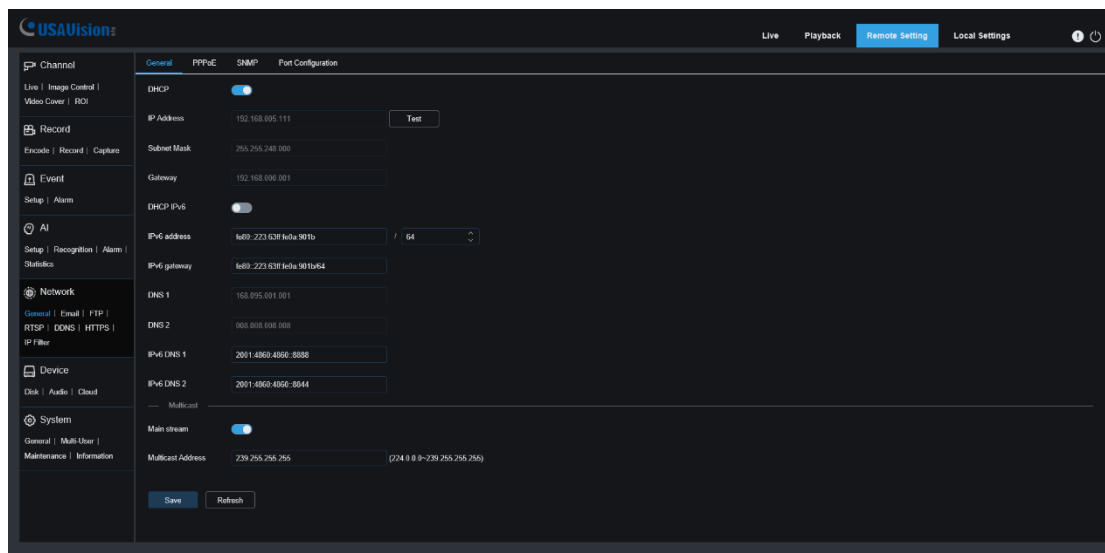 USAVision
Live Playback Remote Setting Local Settings
Channel
Live | Image Control |
Video Cover | ROI
Record
Encode | Record | Capture
Event
Setup | Alarm
AI
Setup | Recognition | Alarm |
Statistics
Network
General | Email | FTP |
RTSP | DDNS | HTTPS |
IP Filter
Device
Disk | Audio | Cloud
System
General | Multi-User |
Maintenance | Information
General PPPoE SNMP Port Configuration
DHCP
IP Address 192.168.005.111 Test
Subnet Mask 255.255.248.000
Gateway 192.168.000.001
DHCP IPv6
IPv6 address fe80::223:63ff:fe0a:901b / 64
IPv6 gateway fe80::223:63ff:fe0a:901b/64
DNS 1 168.095.001.001
DNS 2 008.008.008.008
IPv6 DNS 1 2001:4860:4860::8888
IPv6 DNS 2 2001:4860:4860::8844
Multicast
Main stream
Multicast Address 239.255.255.255 (224.0.0.0~239.255.255.255)
Save Refresh